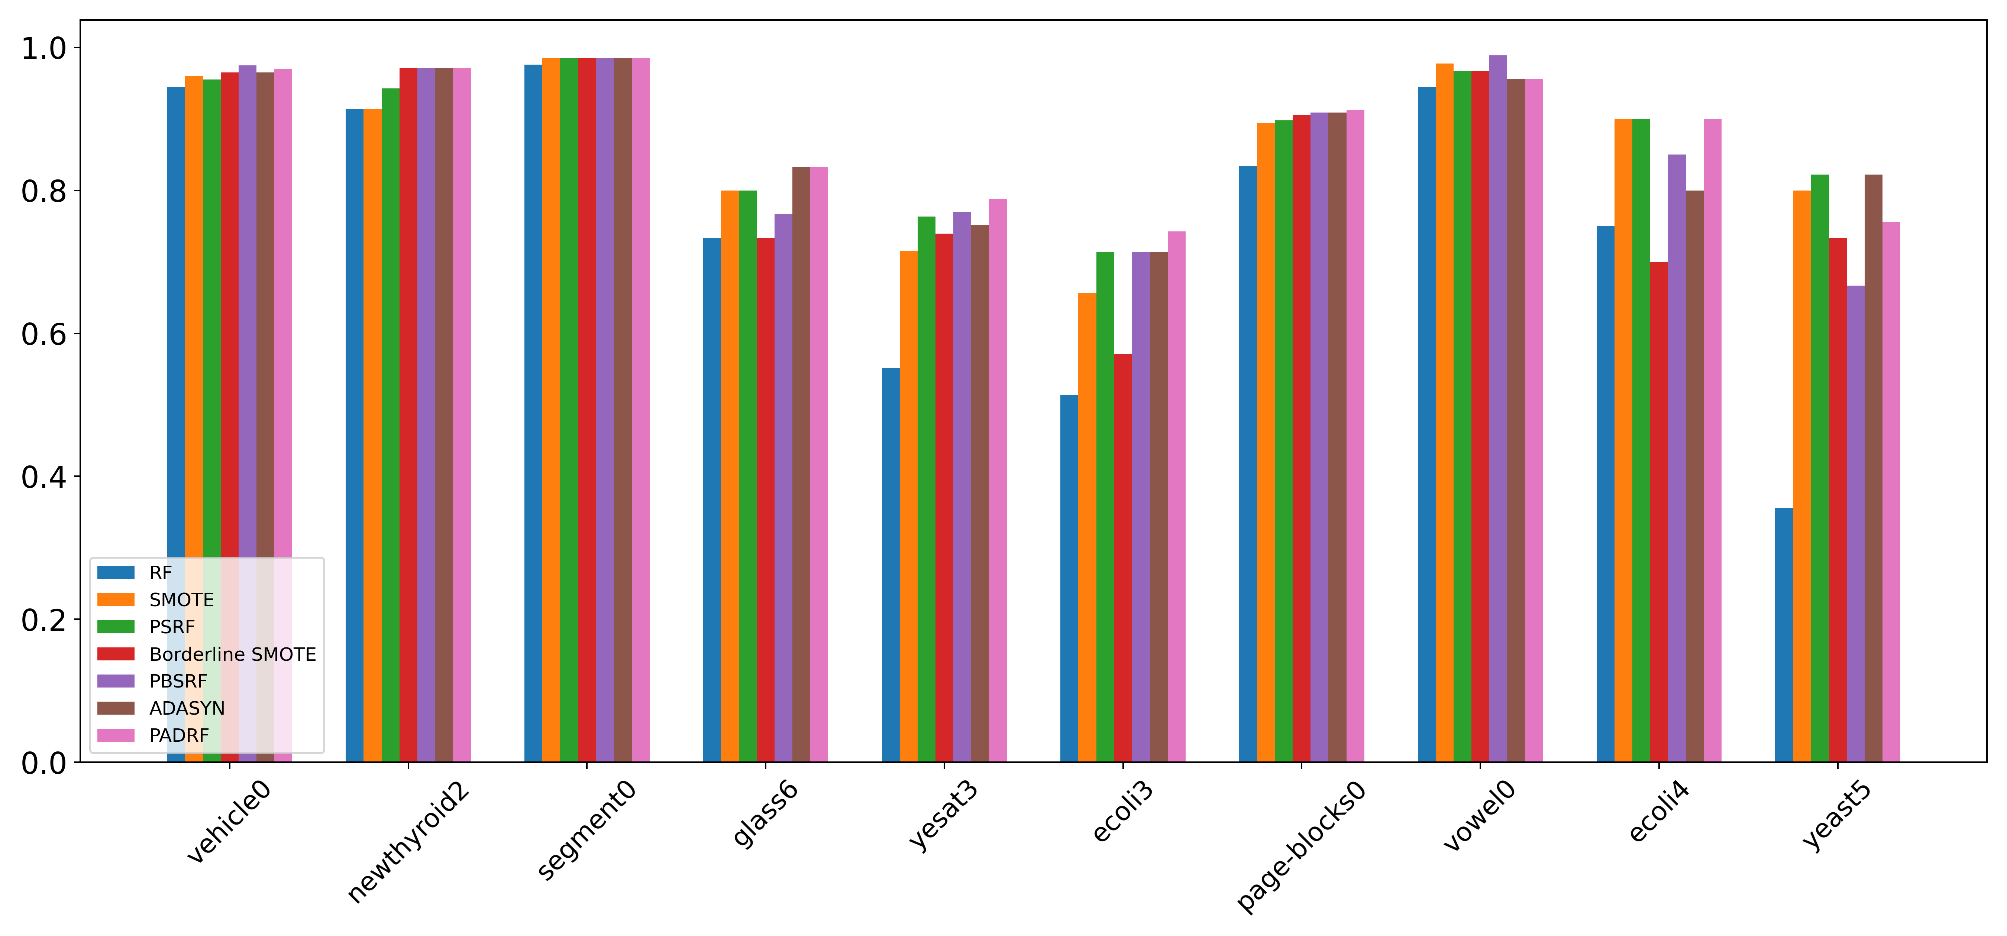 1.0
0.8
0.6
0.4
0.2
0.0
RF
SMOTE
PSRF
Borderline SMOTE
PBSRF
ADASYN
PADRF
vehicle0
newthyroid2
segment0
glass6
yesat3
ecoli3
page-blocks0
vowel0
ecoli4
yeast5